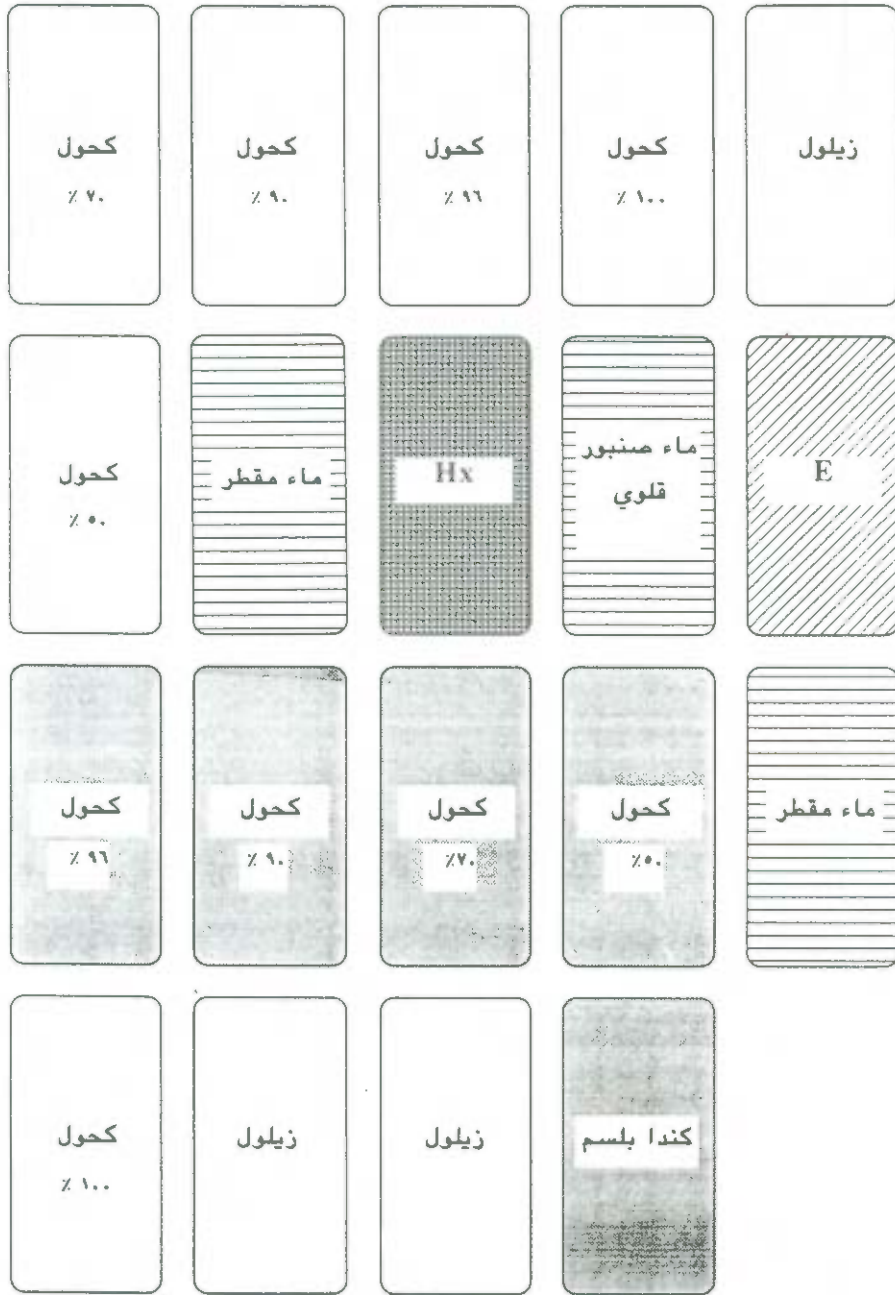 زيلول
كحول
١٠٠ ٪
كحول
٩٦ ٪
كحول
٩٠ ٪
كحول
٧٠ ٪
E
ماء صنبور
قلوي
Hx
ماء مقطر
كحول
٥٠ ٪
ماء مقطر
كحول
٥٠٪
كحول
٧٠٪
كحول
٩٠ ٪
كحول
٩٦ ٪
كندا بلسم
زيلول
زيلول
كحول
١٠٠ ٪